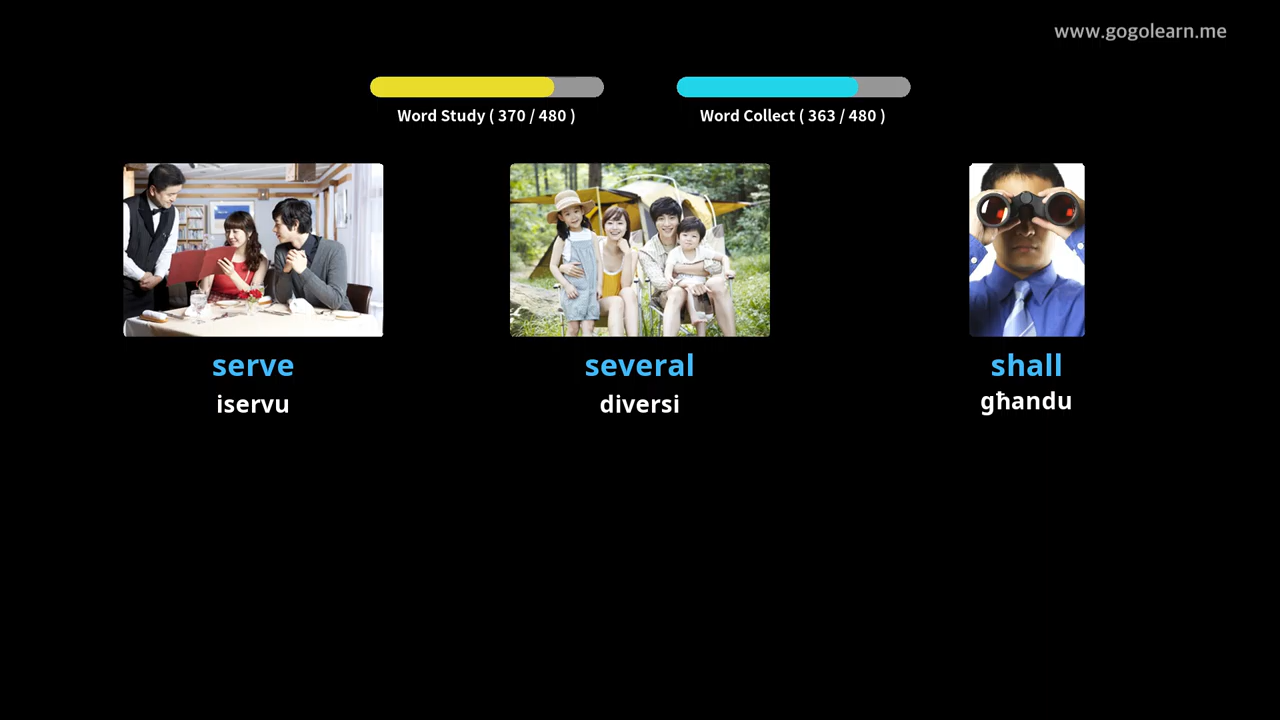 www.gogolearn.me
Word Study ( 370 / 480 )
Word Collect ( 363 / 480 )
serve
several
shall
iservu
diversi
għandu